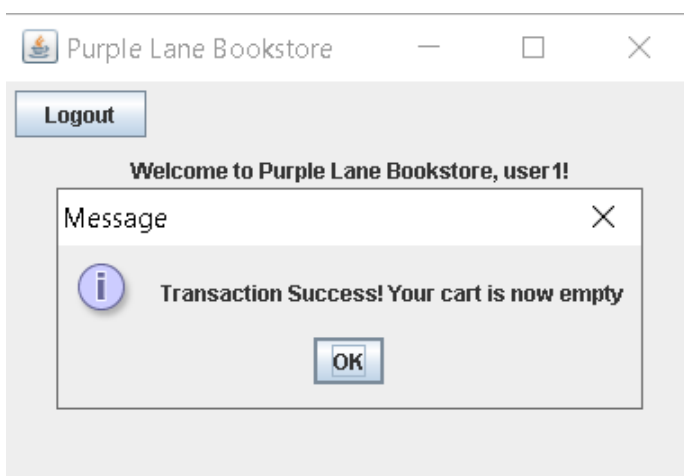 Purple Lane Bookstore
Logout
Welcome to Purple Lane Bookstore, user1!
Message
i
Transaction Success! Your cart is now empty
OK